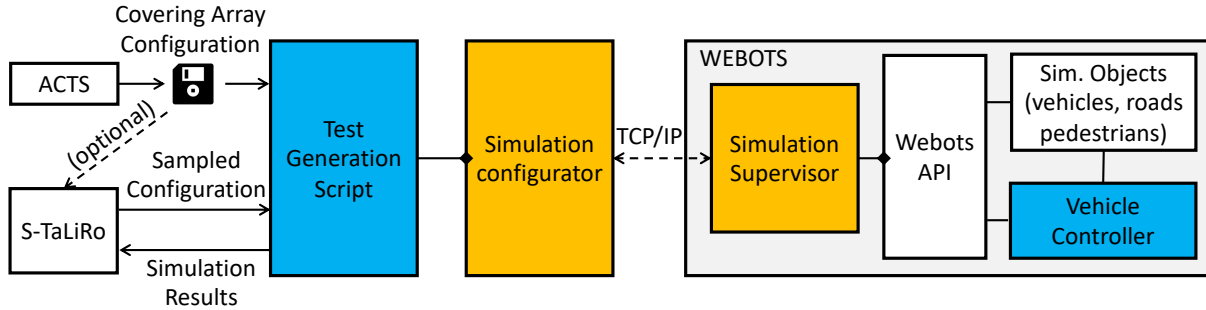 Covering Array
Configuration
ACTS
(optional)
Sampled
Configuration
S-TaLiRo
Simulation
Results
Test
Generation
Script
Simulation
configurator
TCP/IP
WEBOTS
Simulation
Supervisor
Webots
API
Sim. Objects
(vehicles, roads
pedestrians)
Vehicle
Controller